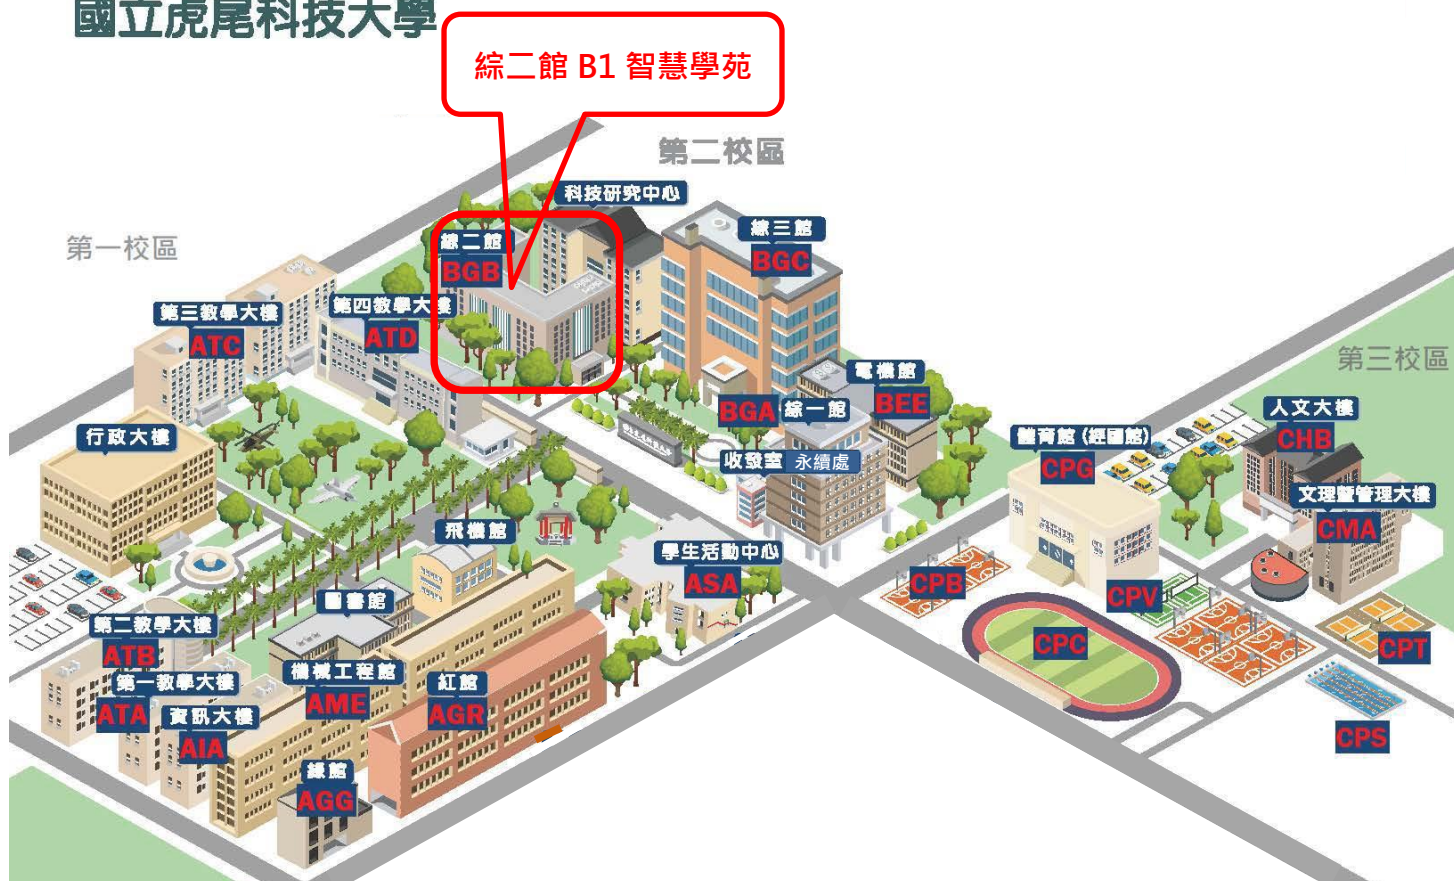 國立虎尾科技大學
綜二館 B1 智慧學苑
第二校區
科技研究中心
第一校區
綜二館
BGB
綜三館
BGC
第三教學大樓
ATC
第四教學大樓
ATD
電機館
BEE
第三校區
BGA
綜一館
人文大樓
CHB
行政大樓
體育館 (經國館)
CPG
收發室
永續處
文理暨管理大樓
CMA
飛機館
學生活動中心
ASA
CPB
CPV
圖書館
第二教學大樓
ATB
CPC
CPT
機械工程館
AME
紅館
AGR
第一教學大樓
ATA
資訊大樓
AIA
CPS
綠館
AGG